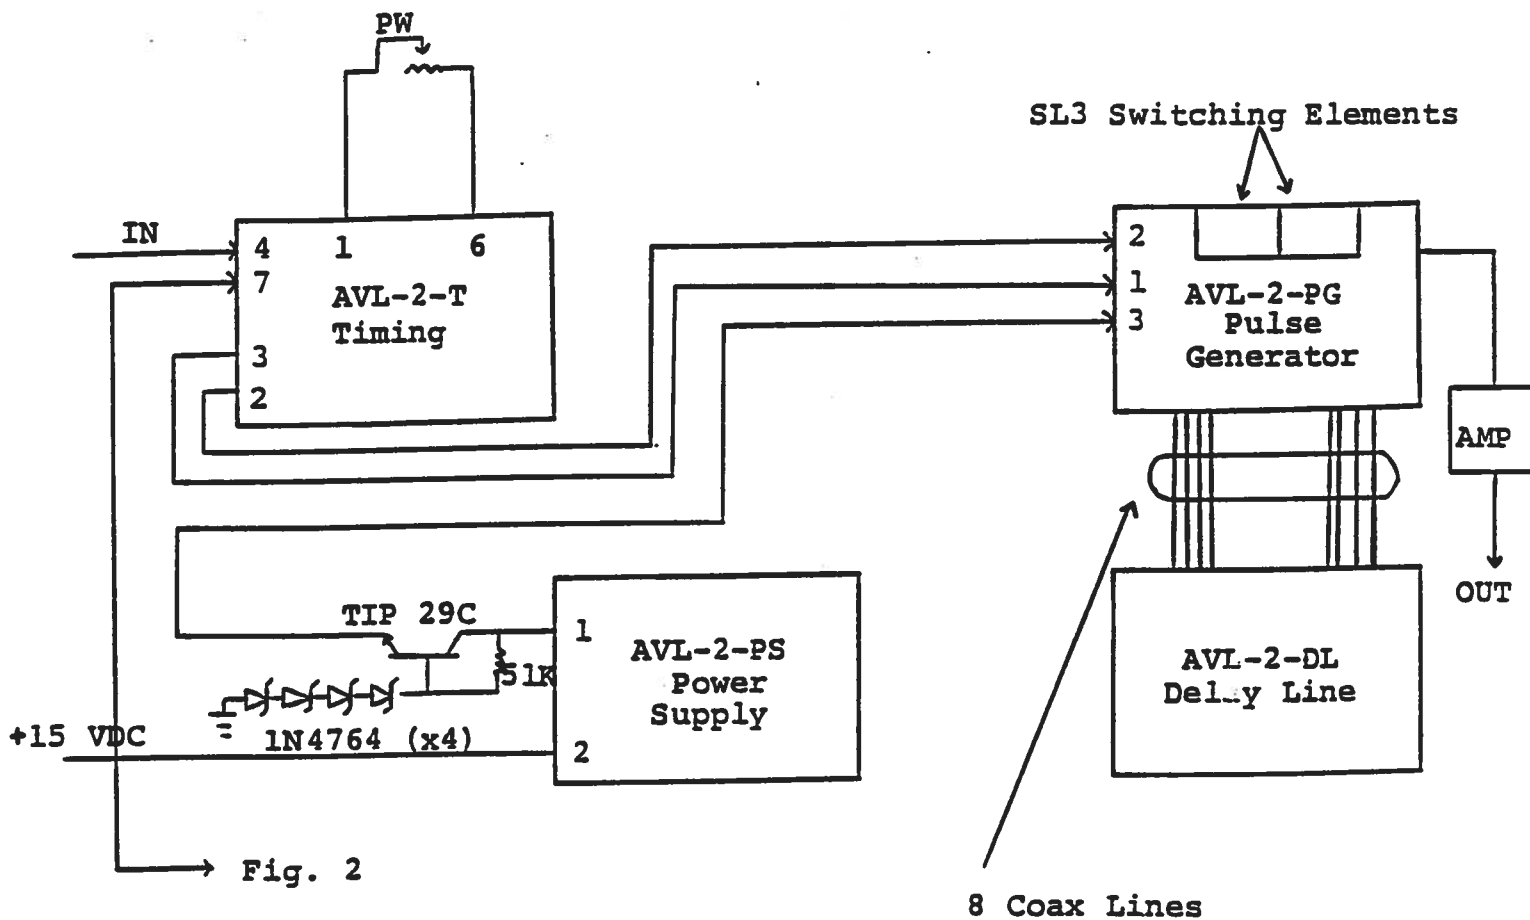 PW
SL3 Switching Elements
IN
4
1
6
7
AVL-2-T
Timing
3
2
2
1
3
AVL-2-PG
Pulse
Generator
AMP
OUT
TIP 29C
51K
1
AVL-2-PS
Power
Supply
2
AVL-2-DL
Line
+15 VDC
1N4764 (x4)
Fig. 2
8 Coax Lines